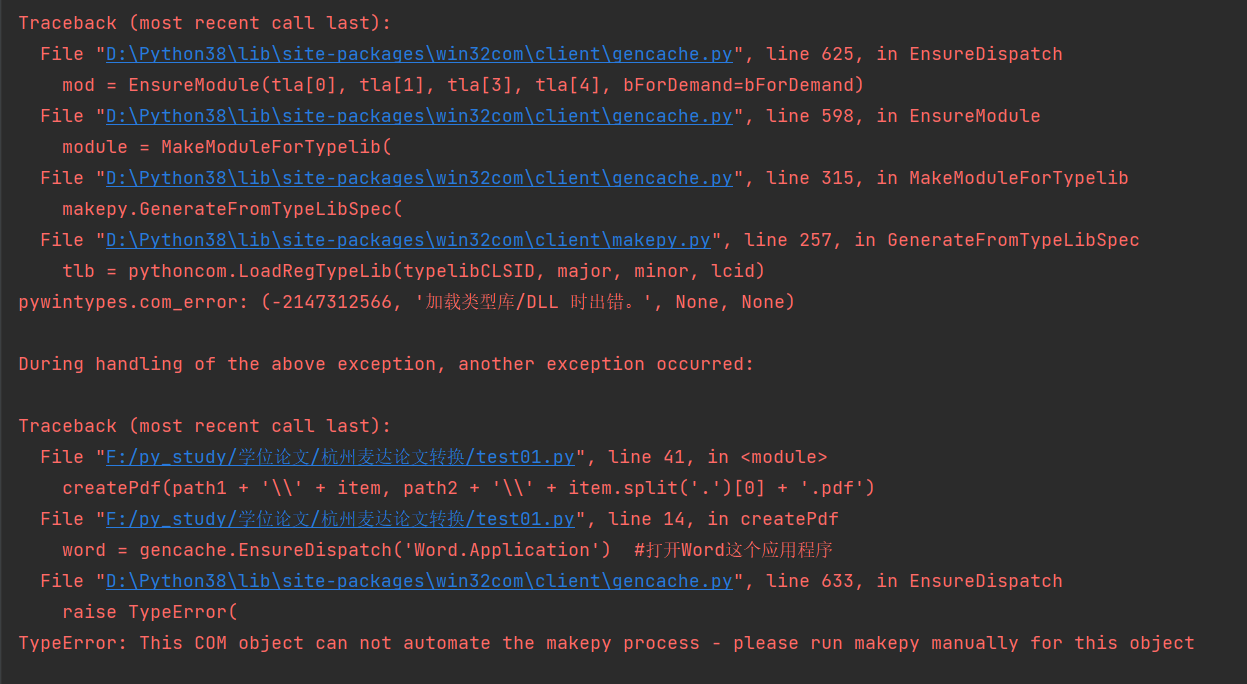 Traceback (most recent call last):
  File "D:\Python38\lib\site-packages\win32com\client\gencache.py", line 625, in EnsureDispatch
    mod = EnsureModule(tla[0], tla[1], tla[3], tla[4], bForDemand=bForDemand)
  File "D:\Python38\lib\site-packages\win32com\client\gencache.py", line 598, in EnsureModule
    module = MakeModuleForTypelib(
  File "D:\Python38\lib\site-packages\win32com\client\gencache.py", line 315, in MakeModuleForTypelib
    makepy.GenerateFromTypeLibSpec(
  File "D:\Python38\lib\site-packages\win32com\client\makepy.py", line 257, in GenerateFromTypeLibSpec
    tlb = pythoncom.LoadRegTypeLib(typelibCLSID, major, minor, lcid)
pywintypes.com_error: (-2147312566, '加载类型库/DLL 时出错。', None, None)

During handling of the above exception, another exception occurred:

Traceback (most recent call last):
  File "F:/py_study/学位论文/杭州麦达论文转换/test01.py", line 41, in <module>
    createPdf(path1 + '\\' + item, path2 + '\\' + item.split('.')[0] + '.pdf')
  File "F:/py_study/学位论文/杭州麦达论文转换/test01.py", line 14, in createPdf
    word = gencache.EnsureDispatch('Word.Application')  #打开Word这个应用程序
  File "D:\Python38\lib\site-packages\win32com\client\gencache.py", line 633, in EnsureDispatch
    raise TypeError(
TypeError: This COM object can not automate the makepy process - please run makepy manually for this object